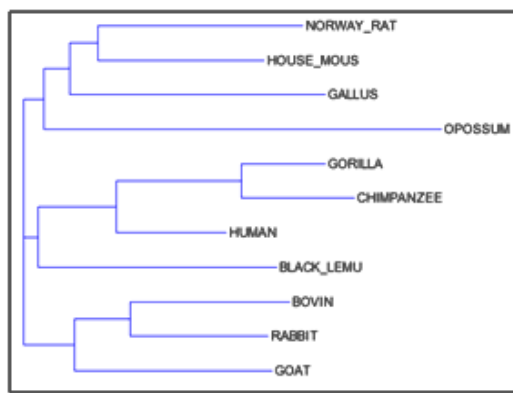 NORWAY_RAT
HOUSE_MOUS
GALLUS
OPOSSUM
GORILLA
CHIMPANZEE
HUMAN
BLACK_LEMU
BOVIN
RABBIT
GOAT